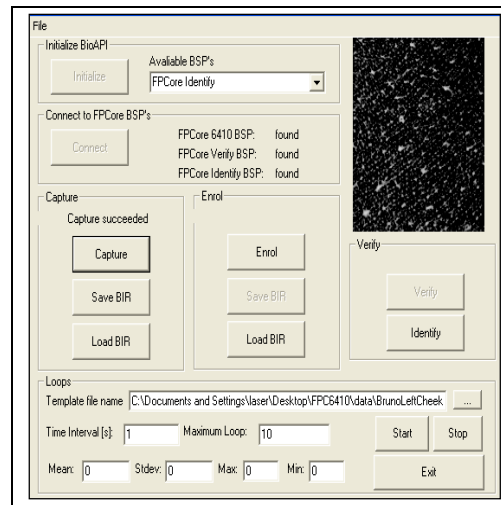 File
Initialize BioAPI
Initialize
Avaliable BSP's
FPCore Identify
Connect to FPCore BSP's
Connect
FPCore 6410 BSP: found
FPCore Verify BSP: found
FPCore Identify BSP: found
Capture
Capture succeeded
Capture
Save BIR
Load BIR
Enrol
Enrol
Save BIR
Load BIR
Verify
Verify
Identify
Loops
Template file name C:\Documents and Settings\laser\Desktop\FPC6410\data\BrunoLeftCheek ...
Time Interval [s]: 1 Maximum Loop: 10 Start Stop
Mean: 0 Stdev: 0 Max: 0 Min: 0 Exit